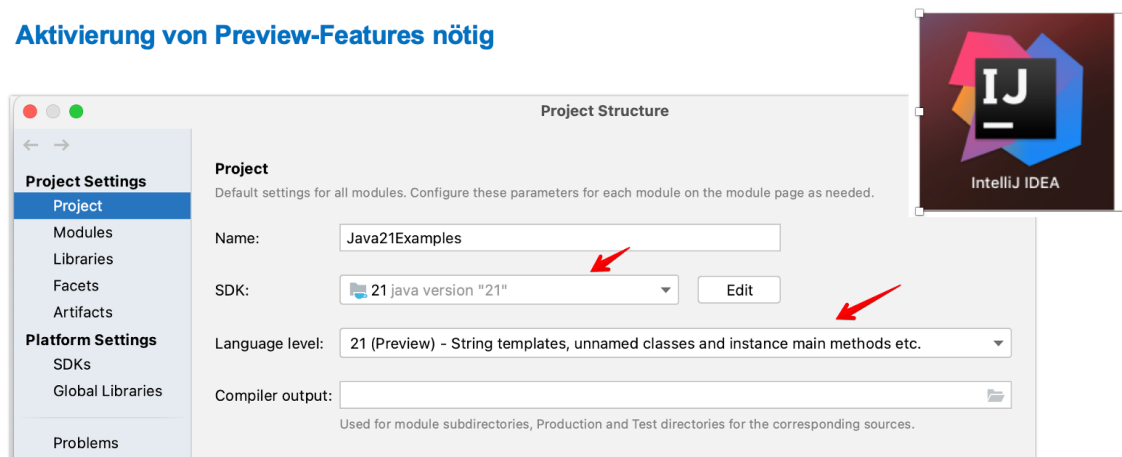 Aktivierung von Preview-Features nötig
IJ
IntelliJ IDEA
Project Structure
Project Settings
Project
Modules
Libraries
Facets
Artifacts
Platform Settings
SDKs
Global Libraries
Problems
Project
Default settings for all modules. Configure these parameters for each module on the module page as needed.
Name: Java21Examples
SDK: 21 java version "21" Edit
Language level: 21 (Preview) - String templates, unnamed classes and instance main methods etc.
Compiler output:
Used for module subdirectories, Production and Test directories for the corresponding sources.